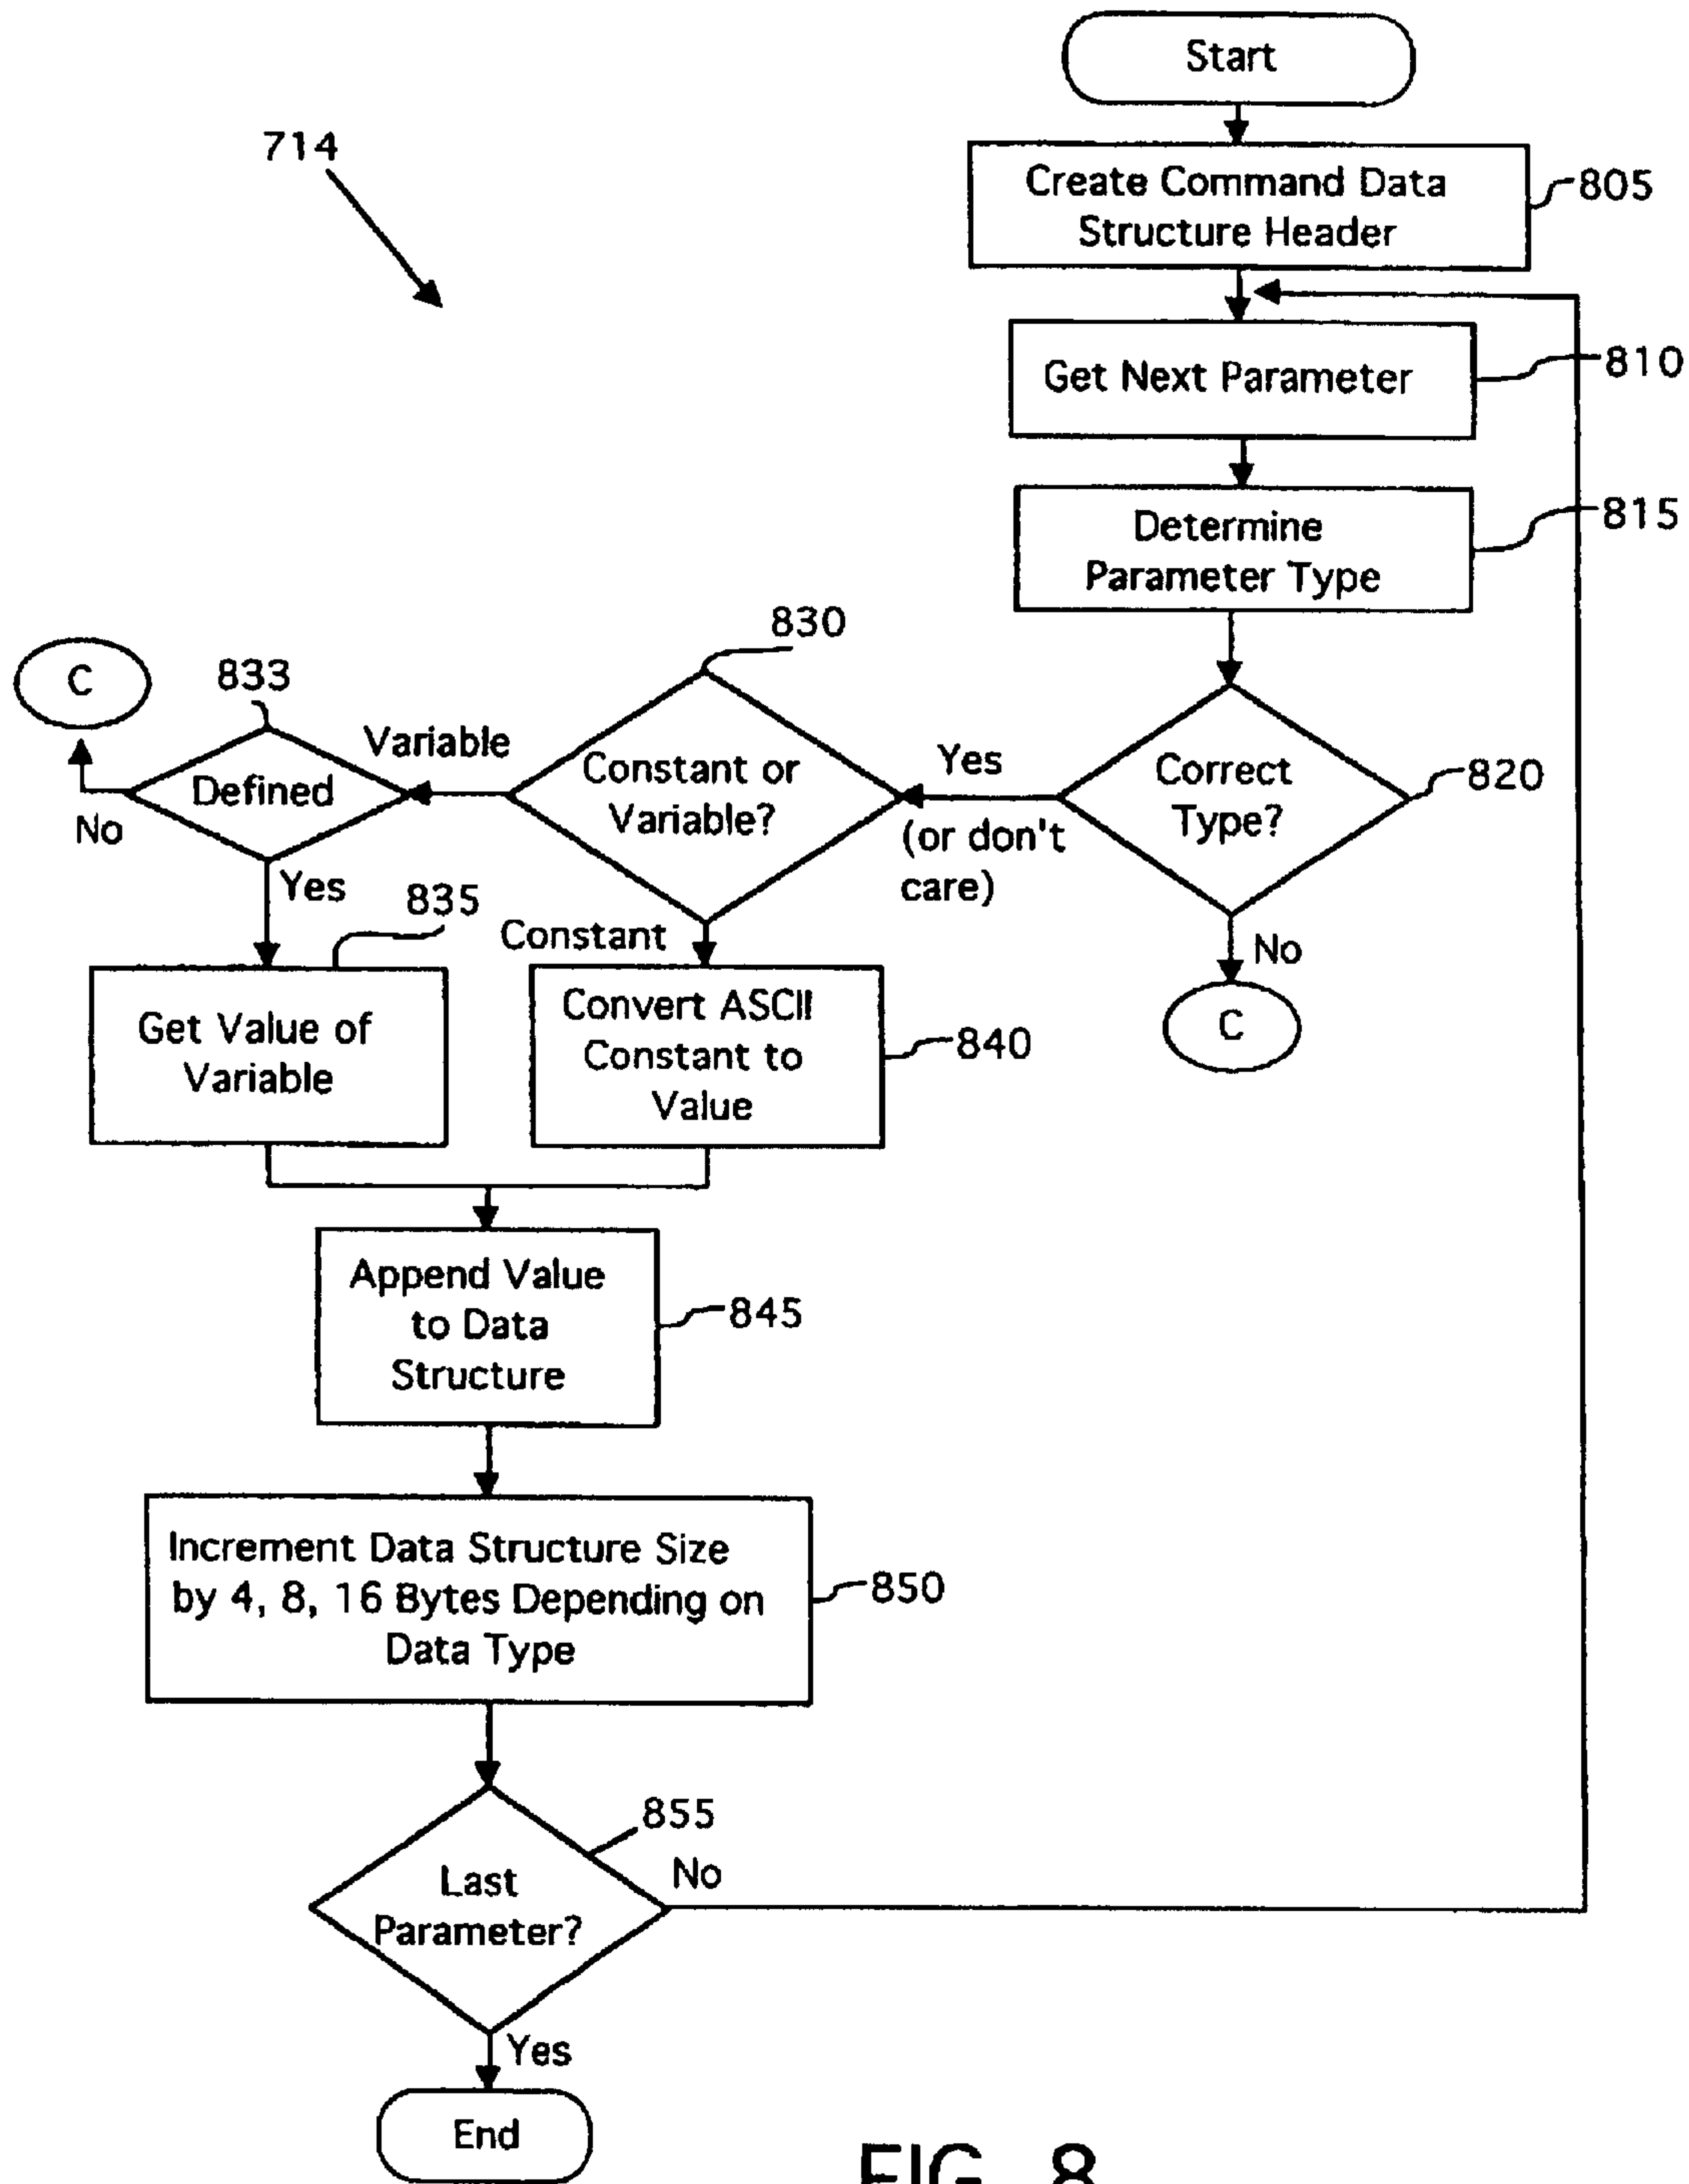 Start
714
Create Command Data
Structure Header
805
Get Next Parameter
810
Determine
Parameter Type
815
Correct
Type?
820
Yes
(or don't
care)
No
C
830
Constant or
Variable?
Variable
Constant
833
Defined
No
C
Yes
835
Get Value of
Variable
Convert ASCII
Constant to
Value
840
Append Value
to Data
Structure
845
Increment Data Structure Size
by 4, 8, 16 Bytes Depending on
Data Type
850
855
Last
Parameter?
No
Yes
End
FIG. 8